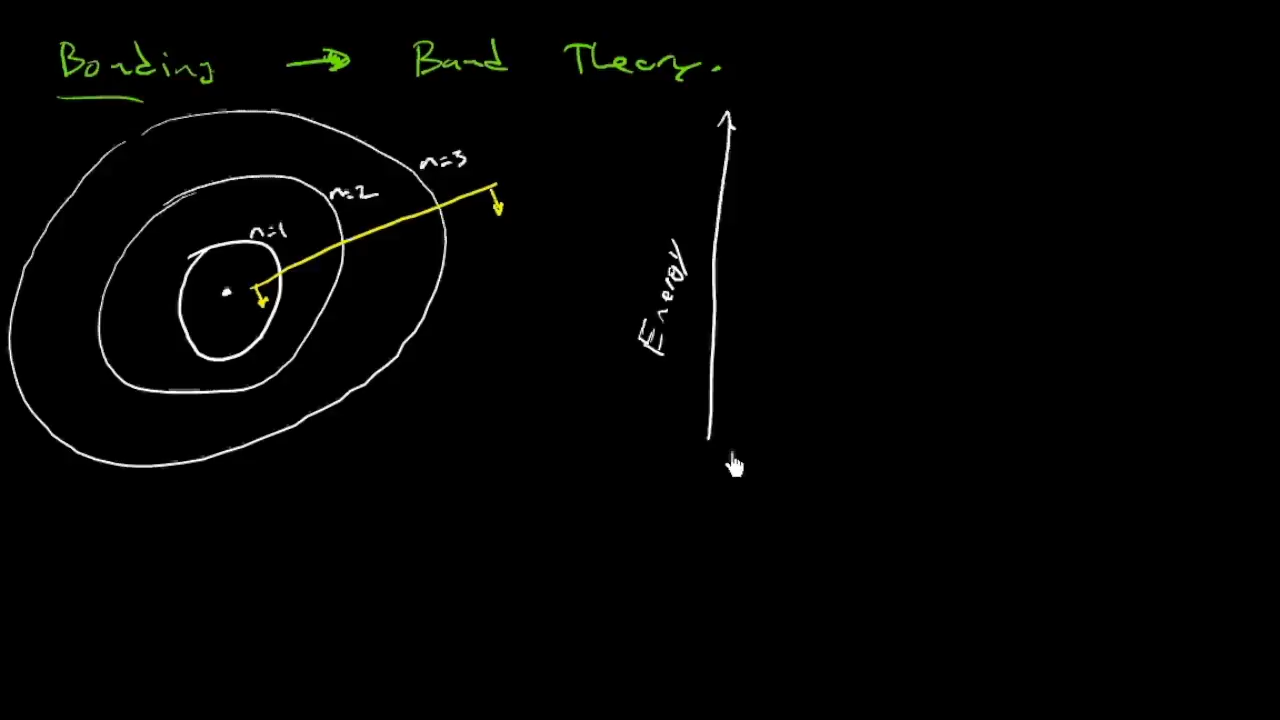 Bonding → Band Theory.
n=3
n=2
n=1
Energy